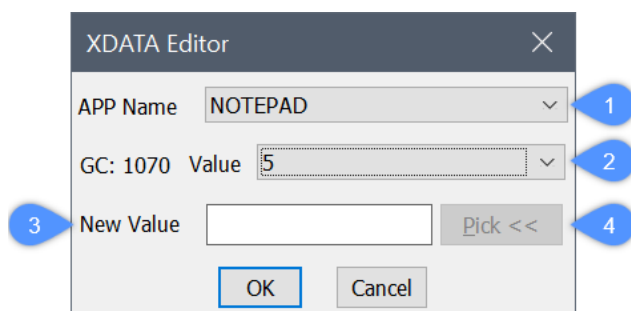 XDATA Editor
APP Name NOTEPAD 1
GC: 1070 Value 5 2
3 New Value Pick << 4
OK Cancel